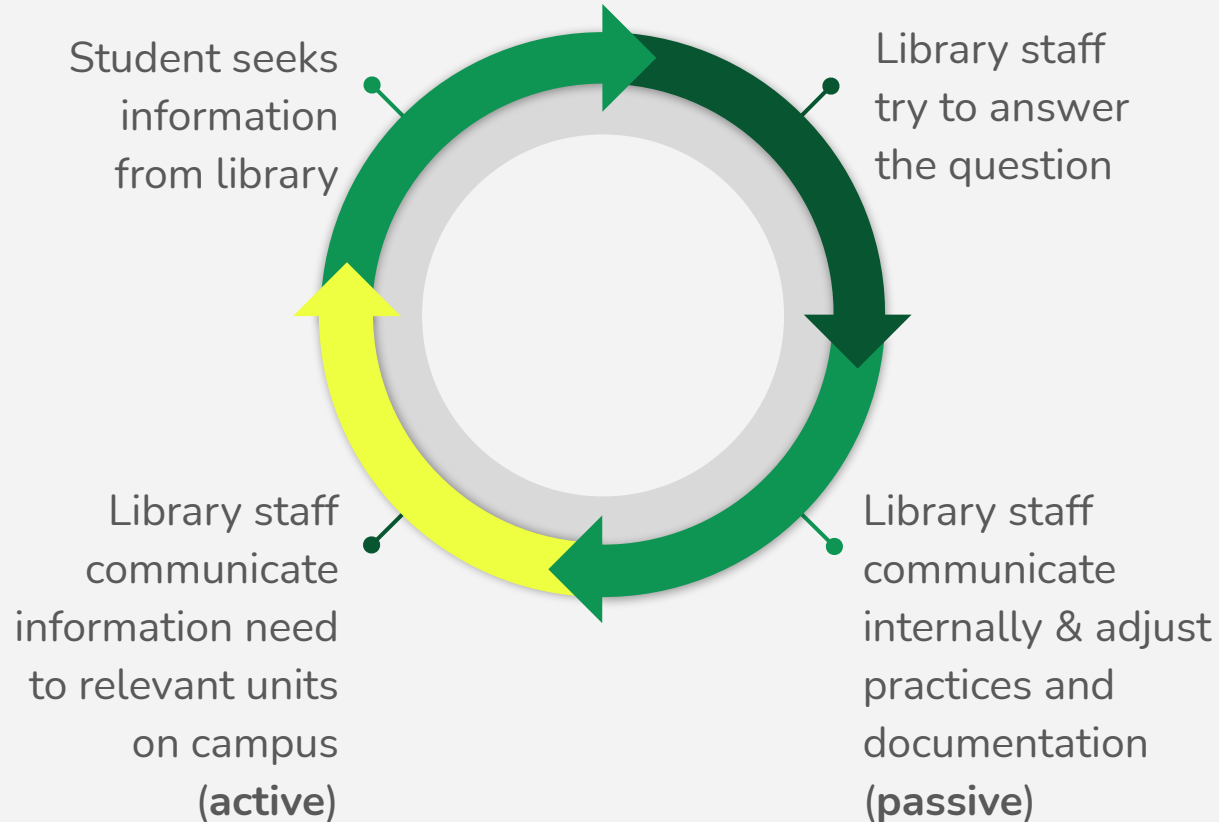 Student seeks
information
from library
Library staff
try to answer
the question
Library staff
communicate
internally & adjust
practices and
documentation
(passive)
Library staff
communicate
information need
to relevant units
on campus
(active)